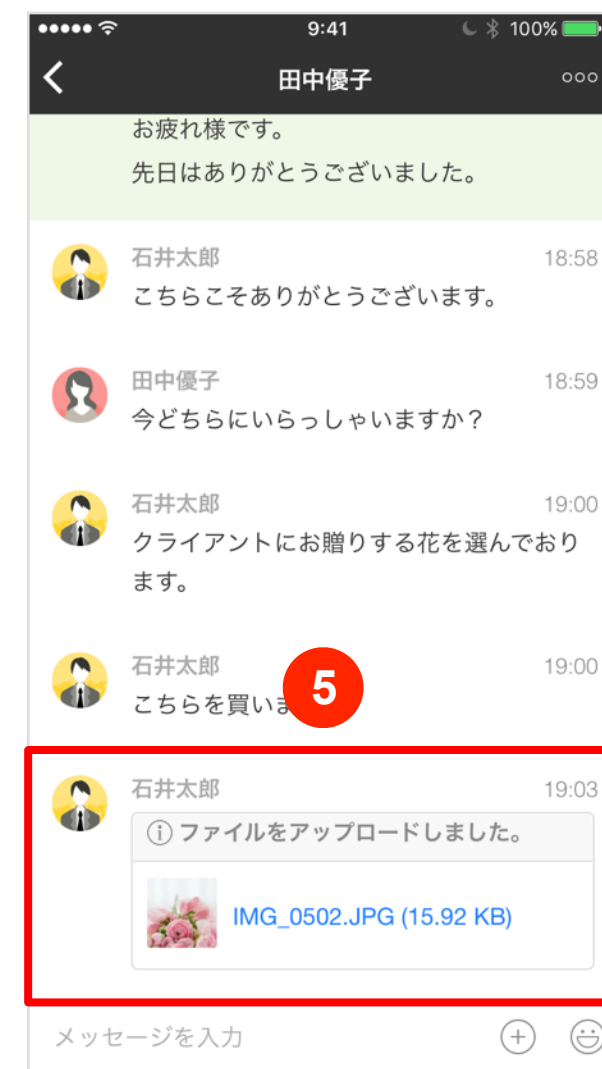 9:41
100%
田中優子
お疲れ様です。
先日はありがとうございました。
石井太郎
18:58
こちらこそありがとうございます。
田中優子
18:59
今どちらにいらっしゃいますか？
石井太郎
19:00
クライアントにお贈りする花を選んでおり
ます。
石井太郎
19:00
こちらを買いま
5
石井太郎
19:03
ファイルをアップロードしました。
IMG_0502.JPG (15.92 KB)
メッセージを入力